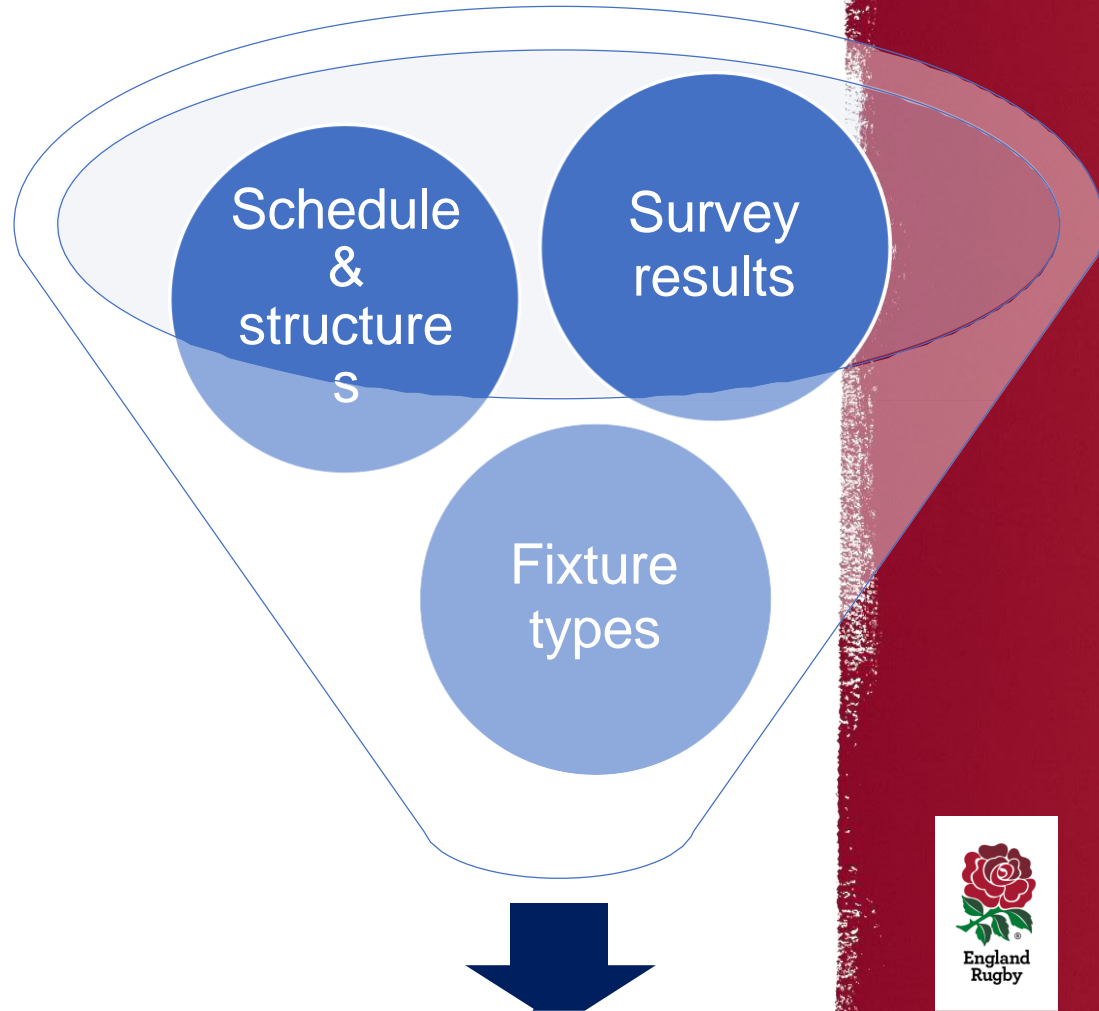 Schedule
&
structure
s
Survey
results
Fixture
types
England
Rugby